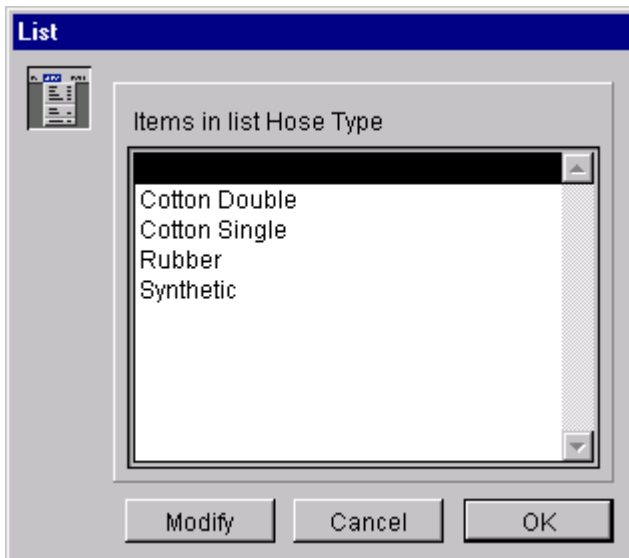 List
Items in list Hose Type
Cotton Double
Cotton Single
Rubber
Synthetic
Modify
Cancel
OK